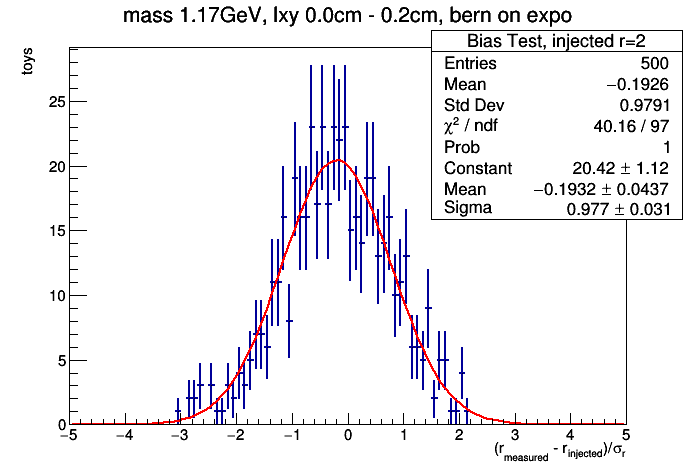 mass 1.17GeV, lxy 0.0cm - 0.2cm, bern on expo
Bias Test, injected r=2
Entries 500
Mean −0.1926
Std Dev 0.9791
χ² / ndf 40.16 / 97
Prob 1
Constant 20.42 ± 1.12
Mean −0.1932 ± 0.0437
Sigma 0.977 ± 0.031
toys
25
20
15
10
5
0
−5 −4 −3 −2 −1 0 1 2 3 4 5
(r_measured - r_injected)/σ_r